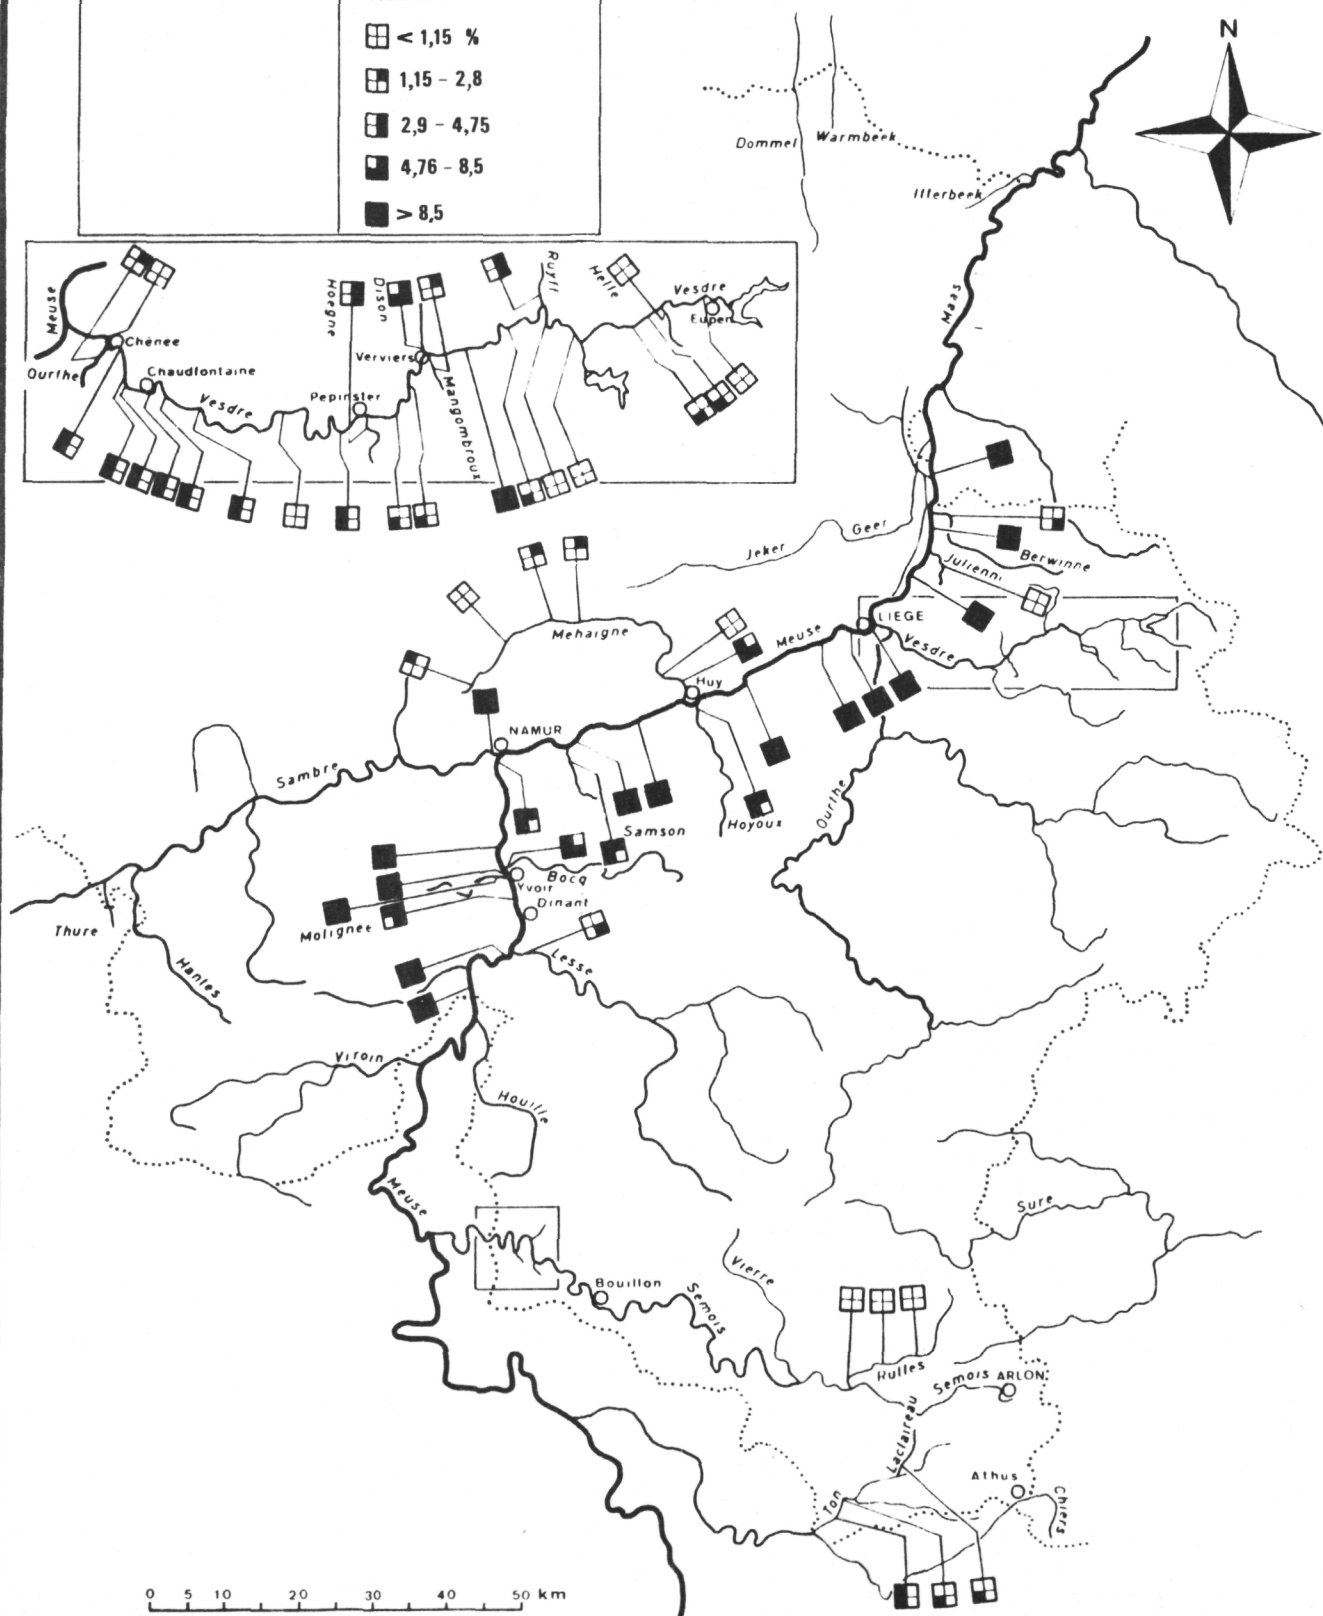 < 1,15 %
1,15 – 2,8
2,9 – 4,75
4,76 – 8,5
> 8,5
N
Dommel
Warmbeek
Itterbeek
Maas
Meuse
Ourthe
Chênée
Chaudfontaine
Vesdre
Hoegne
Dison
Pepinster
Verviers
Mangombroux
Ruyff
Helle
Vesdre
Eupen
Jeker
Geer
Berwinne
Julienni
LIEGE
Vesdre
Mehaigne
Meuse
Huy
NAMUR
Sambre
Samson
Hoyoux
Ourthe
Bocq
Yvoir
Dinant
Molignee
Thure
Hantes
Lesse
Viroin
Houille
Meuse
Sure
Vierre
Bouillon
Semois
Rulles
Semois
ARLON
Laclaireau
Ton
Athus
Chiers
0 5 10 20 30 40 50 km